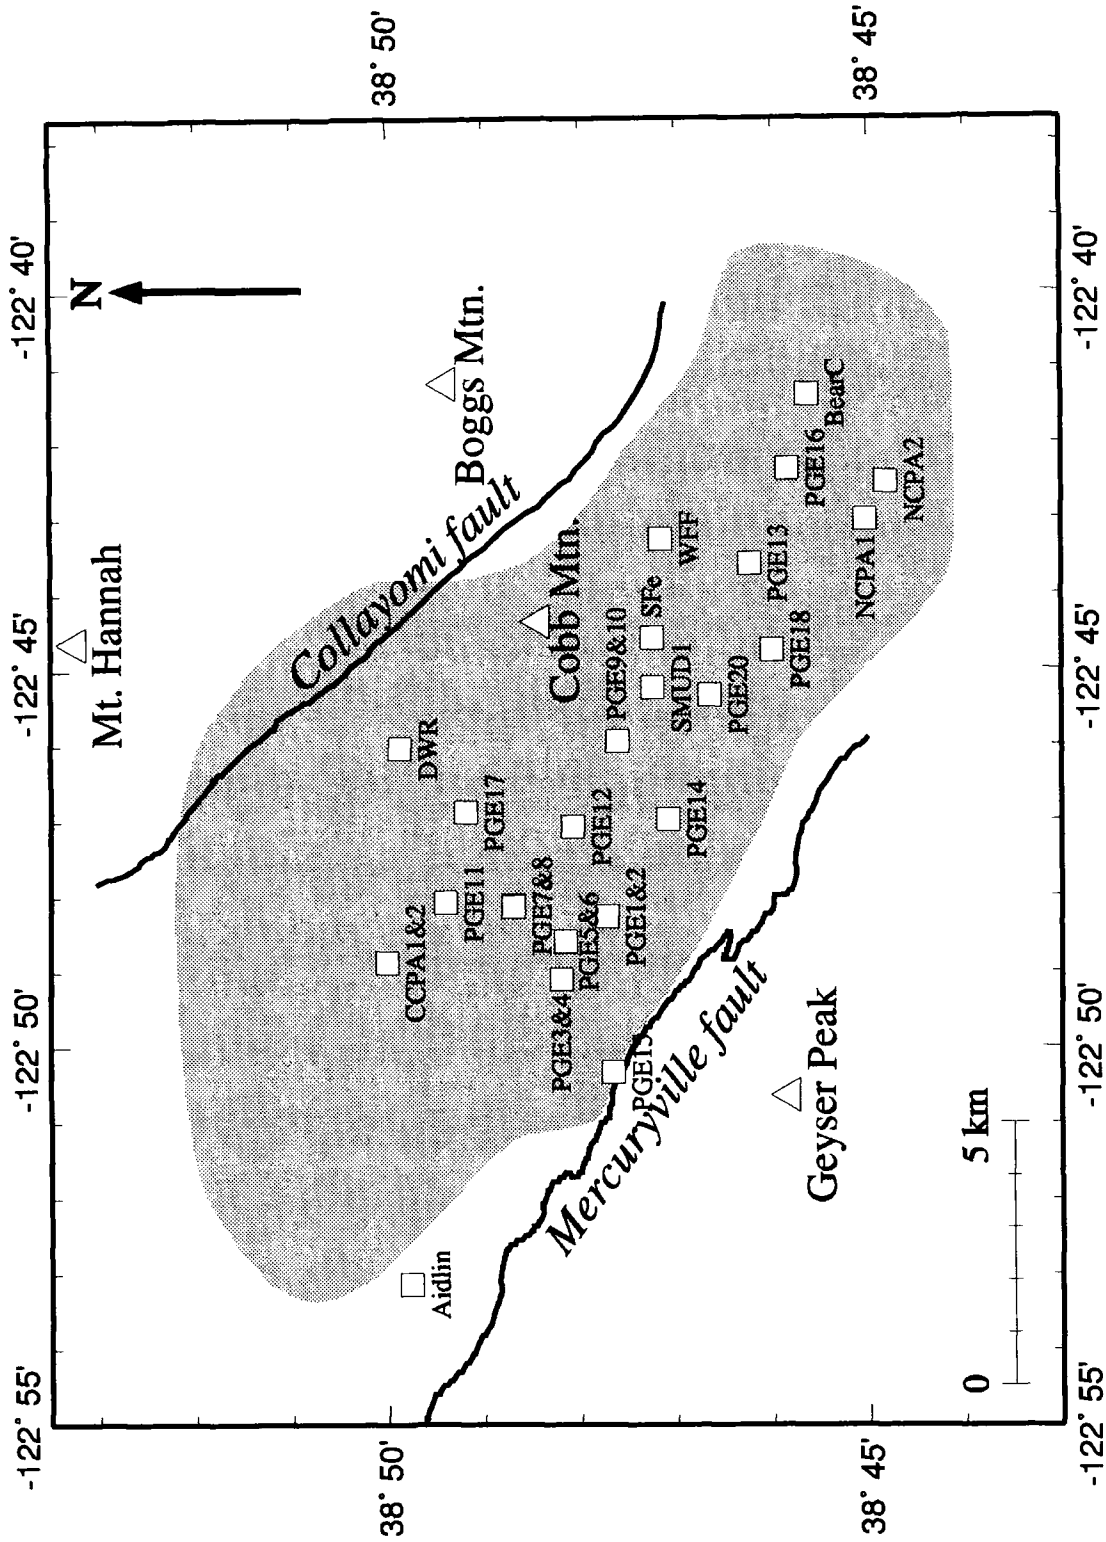 -122° 55'
-122° 50'
-122° 45'
-122° 40'
Mt. Hannah
N
38° 50'
38° 50'
Collayomi fault
Boggs Mtn.
DWR
Aidlin
CCPA1&2
PGE11
PGE17
Cobb Mtn.
PGE7&8
PGE3&4
PGE5&6
PGE12
PGE9&10
SFe
WFF
PGE15
PGE1&2
SMUD1
PGE14
PGE20
PGE13
PGE18
PGE16
BearC
Mercuryville fault
Geyser Peak
NCPA1
NCPA2
38° 45'
38° 45'
0
5 km
-122° 55'
-122° 50'
-122° 45'
-122° 40'